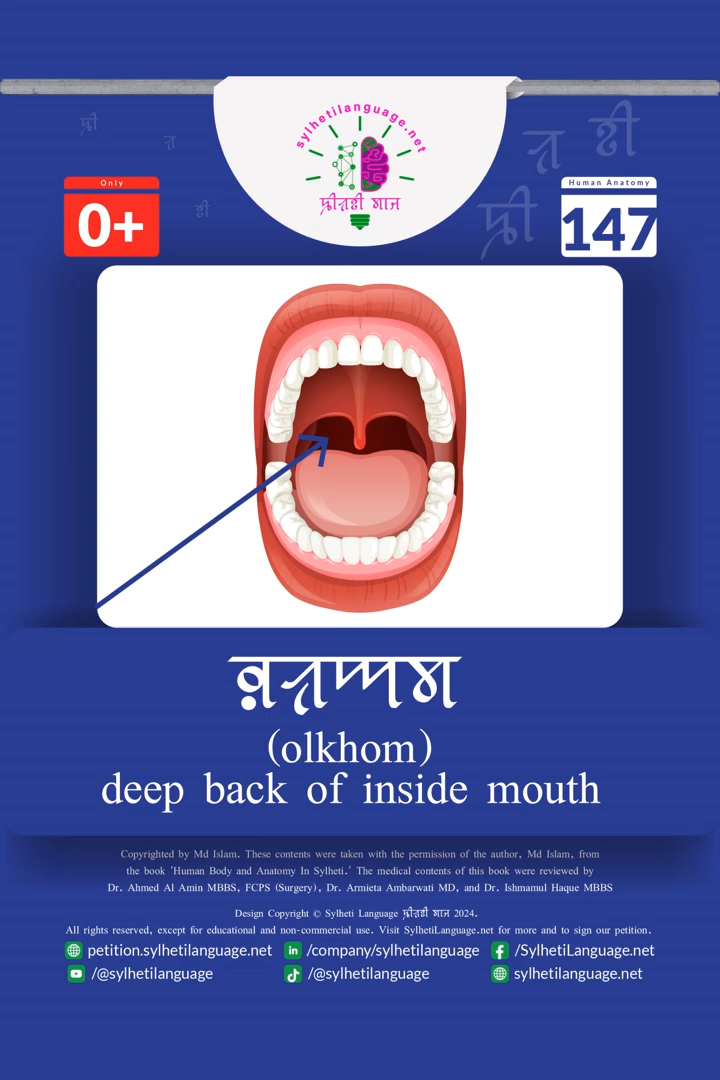 sylhetilanguage.net
ꠍꠤꠟꠐꠤ ꠝꠣꠔ
ꠍꠤ
ꠟ
ꠐꠤ
ꠍꠤ
ꠟ
ꠐꠤ
Only
0+
Human Anatomy
147
ꠅꠟꠈꠝ
(olkhom)
deep back of inside mouth
Copyrighted by Md Islam. These contents were taken with the permission of the author, Md Islam, from
the book 'Human Body and Anatomy In Sylheti.' The medical contents of this book were reviewed by
Dr. Ahmed Al Amin MBBS, FCPS (Surgery), Dr. Armieta Ambarwati MD, and Dr. Ishmamul Haque MBBS
Design Copyright © Sylheti Language ꠍꠤꠟꠐꠤ ꠝꠣꠔ 2024.
All rights reserved, except for educational and non-commercial use. Visit SylhetiLanguage.net for more and to sign our petition.
petition.sylhetilanguage.net /company/sylhetilanguage /SylhetiLanguage
/@sylhetilanguage /@sylhetilanguage sylhetilanguage.net